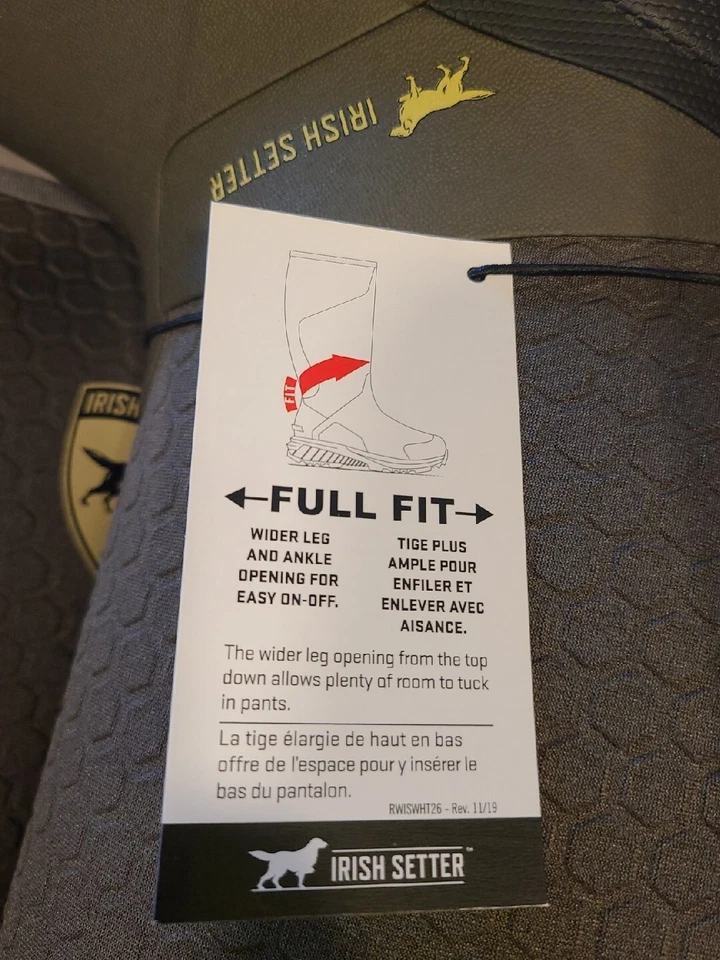 IRISH SETTER
IRISH
FIT
FULL FIT
WIDER LEG
AND ANKLE
OPENING FOR
EASY ON-OFF.
TIGE PLUS
AMPLE POUR
ENFILER ET
ENLEVER AVEC
AISANCE.
The wider leg opening from the top
down allows plenty of room to tuck
in pants.
La tige élargie de haut en bas
offre de l'espace pour y insérer le
bas du pantalon.
RWISWHT26 - Rev. 11/19
IRISH SETTER™